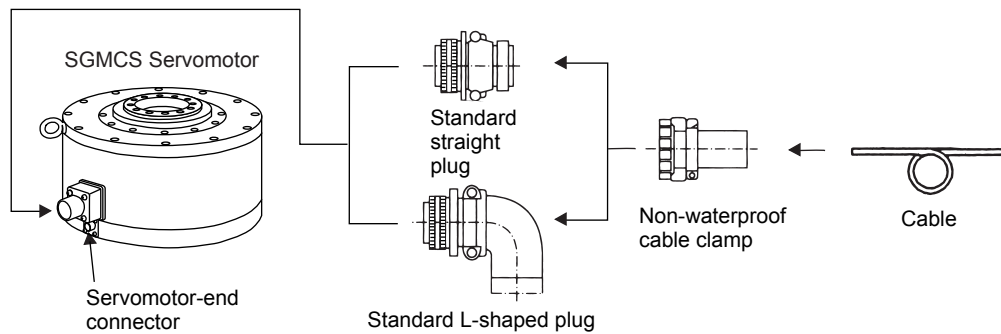 SGMCS Servomotor
Standard
straight
plug
Non-waterproof
cable clamp
Cable
Servomotor-end
connector
Standard L-shaped plug